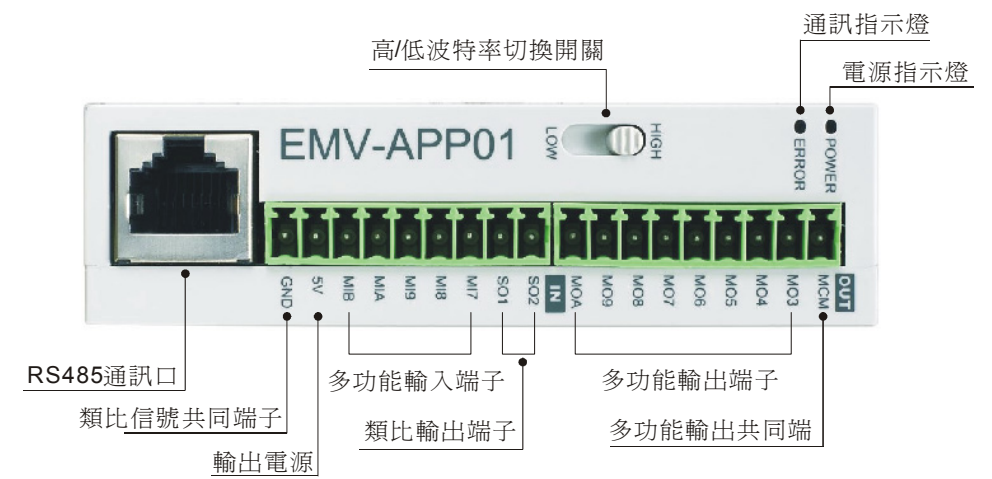 通訊指示燈
高/低波特率切換開關
電源指示燈
EMV-APP01
LOW
HIGH
ERROR
POWER
GND
5V
MIB
MIA
MI9
MI8
MI7
SO1
SO2
IN
MOA
MO9
MO8
MO7
MO6
MO5
MO4
MO3
MCM
OUT
RS485通訊口
多功能輸入端子
多功能輸出端子
類比信號共同端子
類比輸出端子
多功能輸出共同端
輸出電源